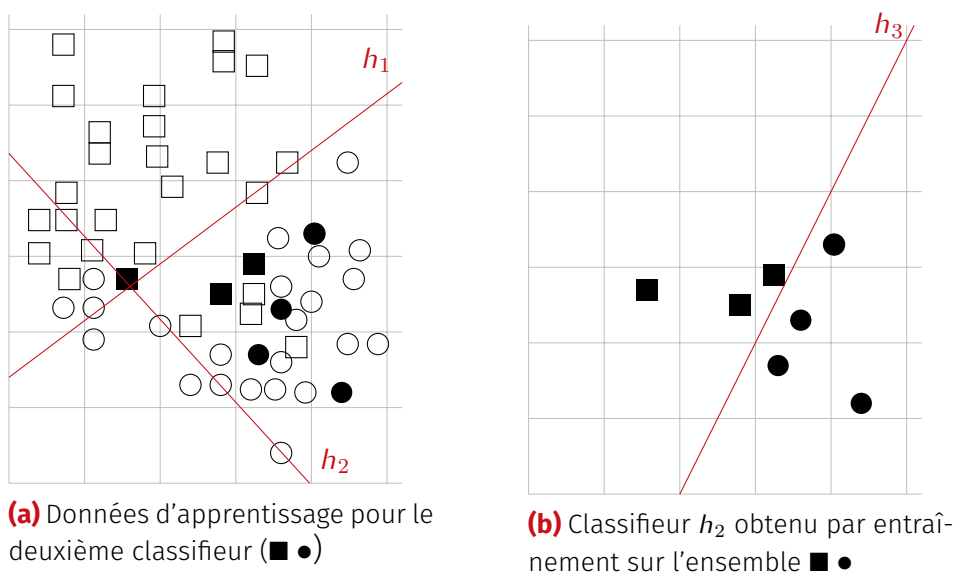 h₁
h₂
(a) Données d'apprentissage pour le
deuxième classifieur (■ ●)
h₃
(b) Classifieur h₂ obtenu par entraî-
nement sur l'ensemble ■ ●